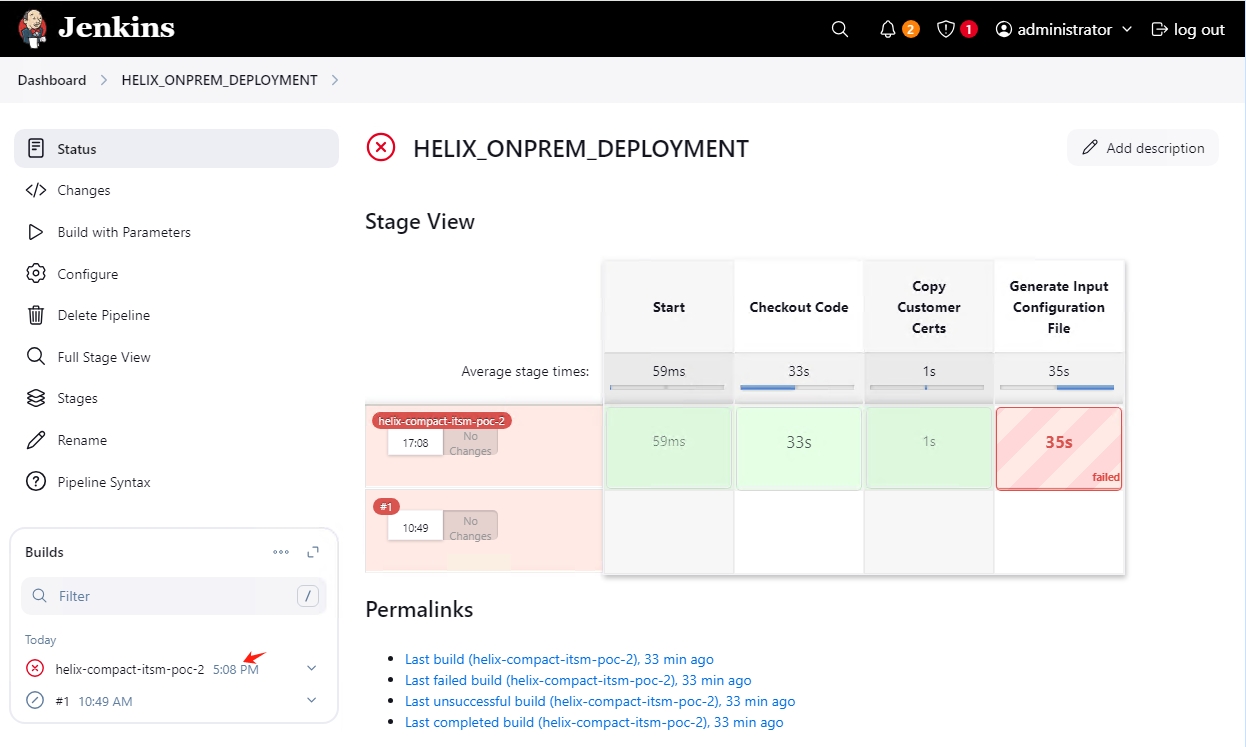 Jenkins
2
1
administrator
log out
Dashboard
HELIX_ONPREM_DEPLOYMENT
Status
Changes
Build with Parameters
Configure
Delete Pipeline
Full Stage View
Stages
Rename
Pipeline Syntax
Builds
Filter
/
Today
helix-compact-itsm-poc-2 5:08 PM
#1 10:49 AM
HELIX_ONPREM_DEPLOYMENT
Add description
Stage View
Start
Checkout Code
Copy
Customer
Certs
Generate Input
Configuration
File
Average stage times:
59ms
33s
1s
35s
helix-compact-itsm-poc-2
17:08
No
Changes
59ms
33s
1s
35s
failed
#1
10:49
No
Changes
Permalinks
Last build (helix-compact-itsm-poc-2), 33 min ago
Last failed build (helix-compact-itsm-poc-2), 33 min ago
Last unsuccessful build (helix-compact-itsm-poc-2), 33 min ago
Last completed build (helix-compact-itsm-poc-2), 33 min ago